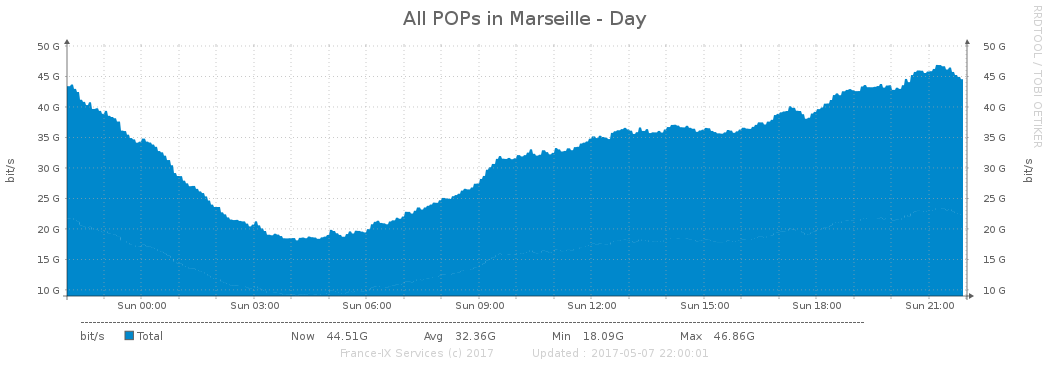 All POPs in Marseille - Day
RRDTOOL / TOBI OETIKER
50 G 50 G
45 G 45 G
40 G 40 G
35 G 35 G
30 G 30 G
25 G 25 G
20 G 20 G
15 G 15 G
10 G 10 G
bit/s bit/s
Sun 00:00 Sun 03:00 Sun 06:00 Sun 09:00 Sun 12:00 Sun 15:00 Sun 18:00 Sun 21:00
bit/s Total Now 44.51G Avg 32.36G Min 18.09G Max 46.86G
France-IX Services (c) 2017 Updated : 2017-05-07 22:00:01